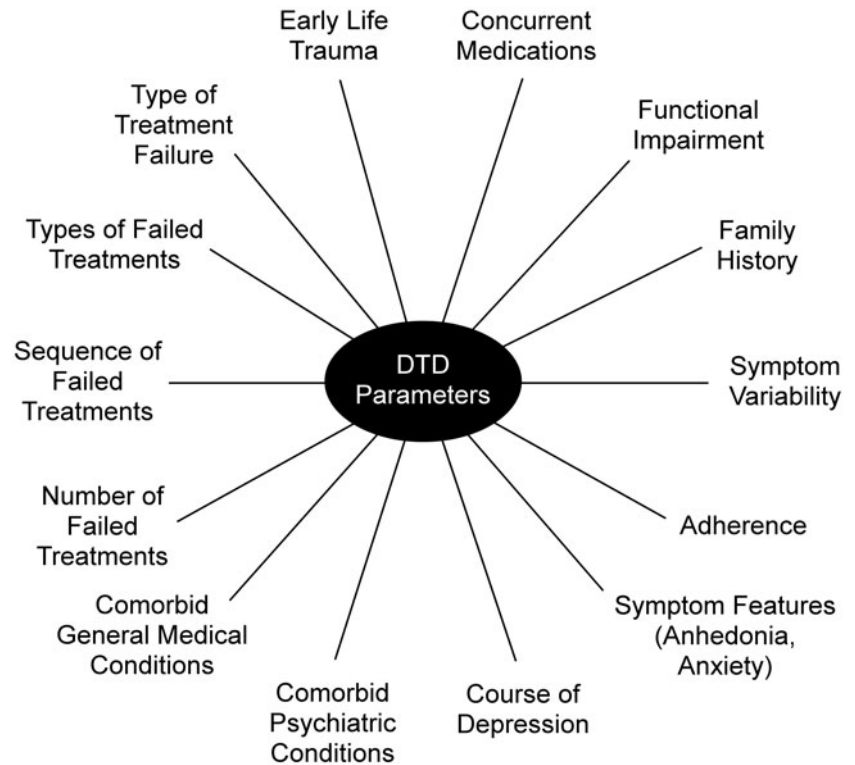 Early Life
Trauma
Concurrent
Medications
Type of
Treatment
Failure
Functional
Impairment
Types of Failed
Treatments
Family
History
Sequence of
Failed
Treatments
DTD
Parameters
Symptom
Variability
Number of
Failed
Treatments
Adherence
Comorbid
General Medical
Conditions
Symptom Features
(Anhedonia,
Anxiety)
Comorbid
Psychiatric
Conditions
Course of
Depression